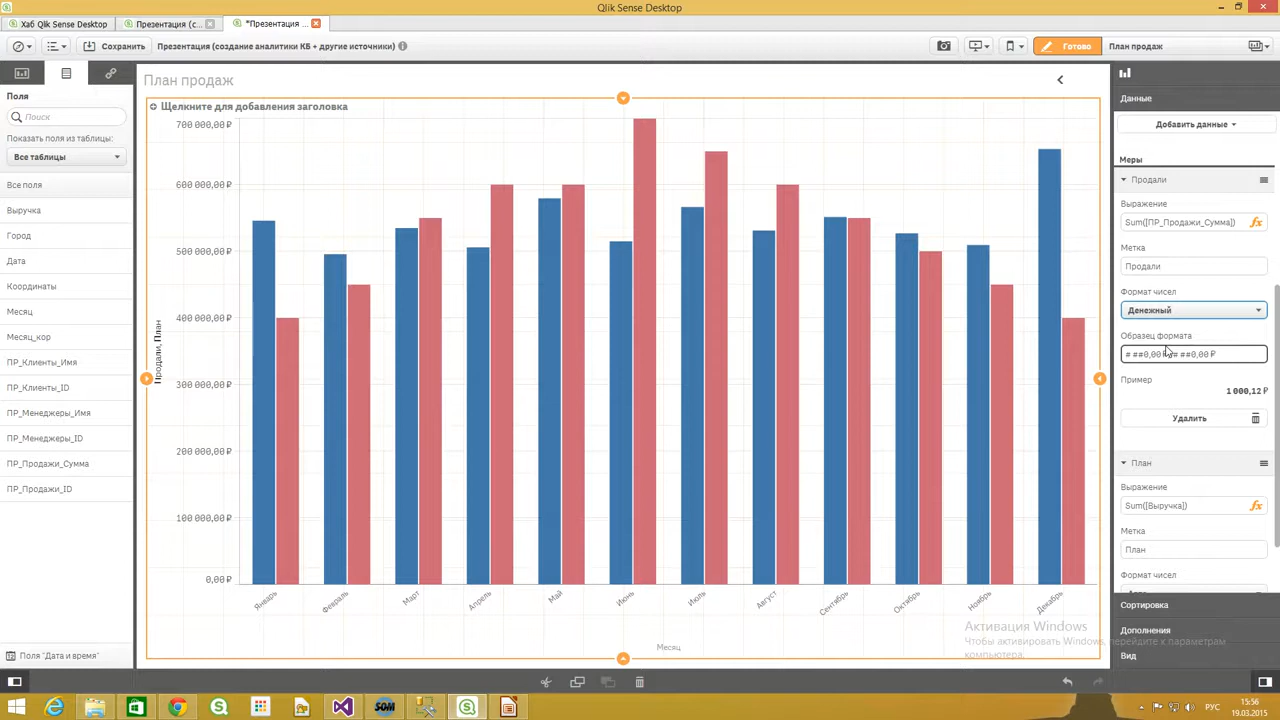 Qlik Sense Desktop
Хаб Qlik Sense Desktop
Презентация (с...
*Презентация ...
Сохранить
Презентация (создание аналитики КБ + другие источники)
Готово
План продаж
План продаж
Поля
Поиск
Показать поля из таблицы:
Все таблицы
Все поля
Выручка
Город
Дата
Координаты
Месяц
Месяц_кор
ПР_Клиенты_Имя
ПР_Клиенты_ID
ПР_Менеджеры_Имя
ПР_Менеджеры_ID
ПР_Продажи_Сумма
ПР_Продажи_ID
Поля "Дата и время"
Щелкните для добавления заголовка
700 000,00 ₽
600 000,00 ₽
500 000,00 ₽
400 000,00 ₽
300 000,00 ₽
200 000,00 ₽
100 000,00 ₽
0,00 ₽
Продали, План
Январь
Февраль
Март
Апрель
Май
Июнь
Июль
Август
Сентябрь
Октябрь
Ноябрь
Декабрь
Месяц
Данные
Добавить данные
Меры
Продали
Выражение
Sum([ПР_Продажи_Сумма])
Метка
Продали
Формат чисел
Денежный
Образец формата
# ##0,00 ##0,00 ₽
Пример
1 000,12 ₽
Удалить
План
Выражение
Sum([Выручка])
Метка
План
Формат чисел
Сортировка
Дополнения
Вид
Активация Windows
Чтобы активировать Windows, перейдите к параметрам
компьютера.
РУС
15:56
19.03.2015